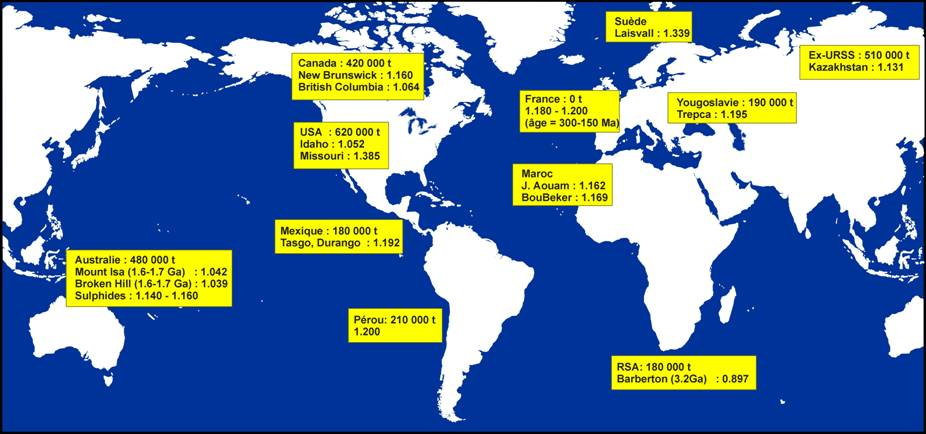 Suède
Laisvall : 1.339
Canada : 420 000 t
New Brunswick : 1.160
British Columbia : 1.064
Ex-URSS : 510 000 t
Kazakhstan : 1.131
France : 0 t
1.180 - 1.200
(âge = 300-150 Ma)
Yougoslavie : 190 000 t
Trepca : 1.195
USA : 620 000 t
Idaho : 1.052
Missouri : 1.385
Maroc
J. Aouam : 1.162
BouBeker : 1.169
Mexique : 180 000 t
Tasgo, Durango : 1.192
Australie : 480 000 t
Mount Isa (1.6-1.7 Ga) : 1.042
Broken Hill (1.6-1.7 Ga) : 1.039
Sulphides : 1.140 - 1.160
Pérou: 210 000 t
1.200
RSA: 180 000 t
Barberton (3.2Ga) : 0.897